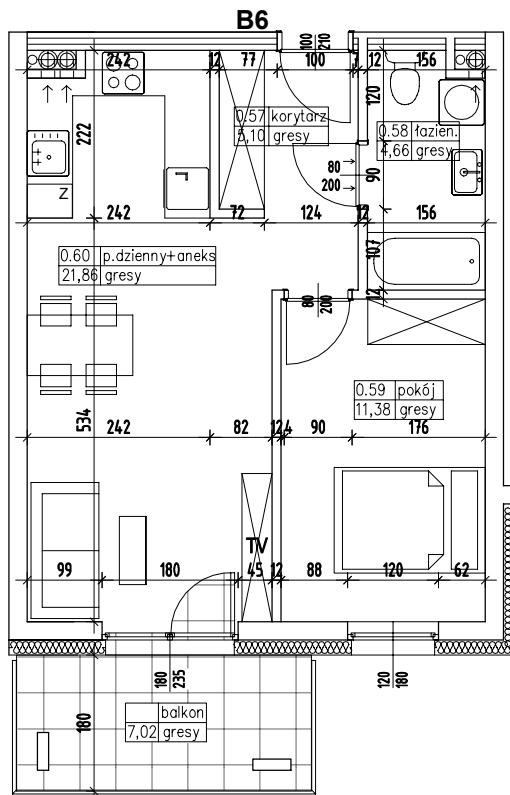 B6
100
210
242 12 77 100 7 12 156
120
0.57 korytarz
5,10 gresy
0.58 łazien.
4,66 gresy
222
80
200
90
Z
242 72 124 12 156
0.60 p.dzienny+aneks
21,86 gresy
107
12
80
200
0.59 pokój
11,38 gresy
534
242 82 12 4 90 176
TV
99 180 45 12 88 120 62
180
235
120
180
180
balkon
7,02 gresy